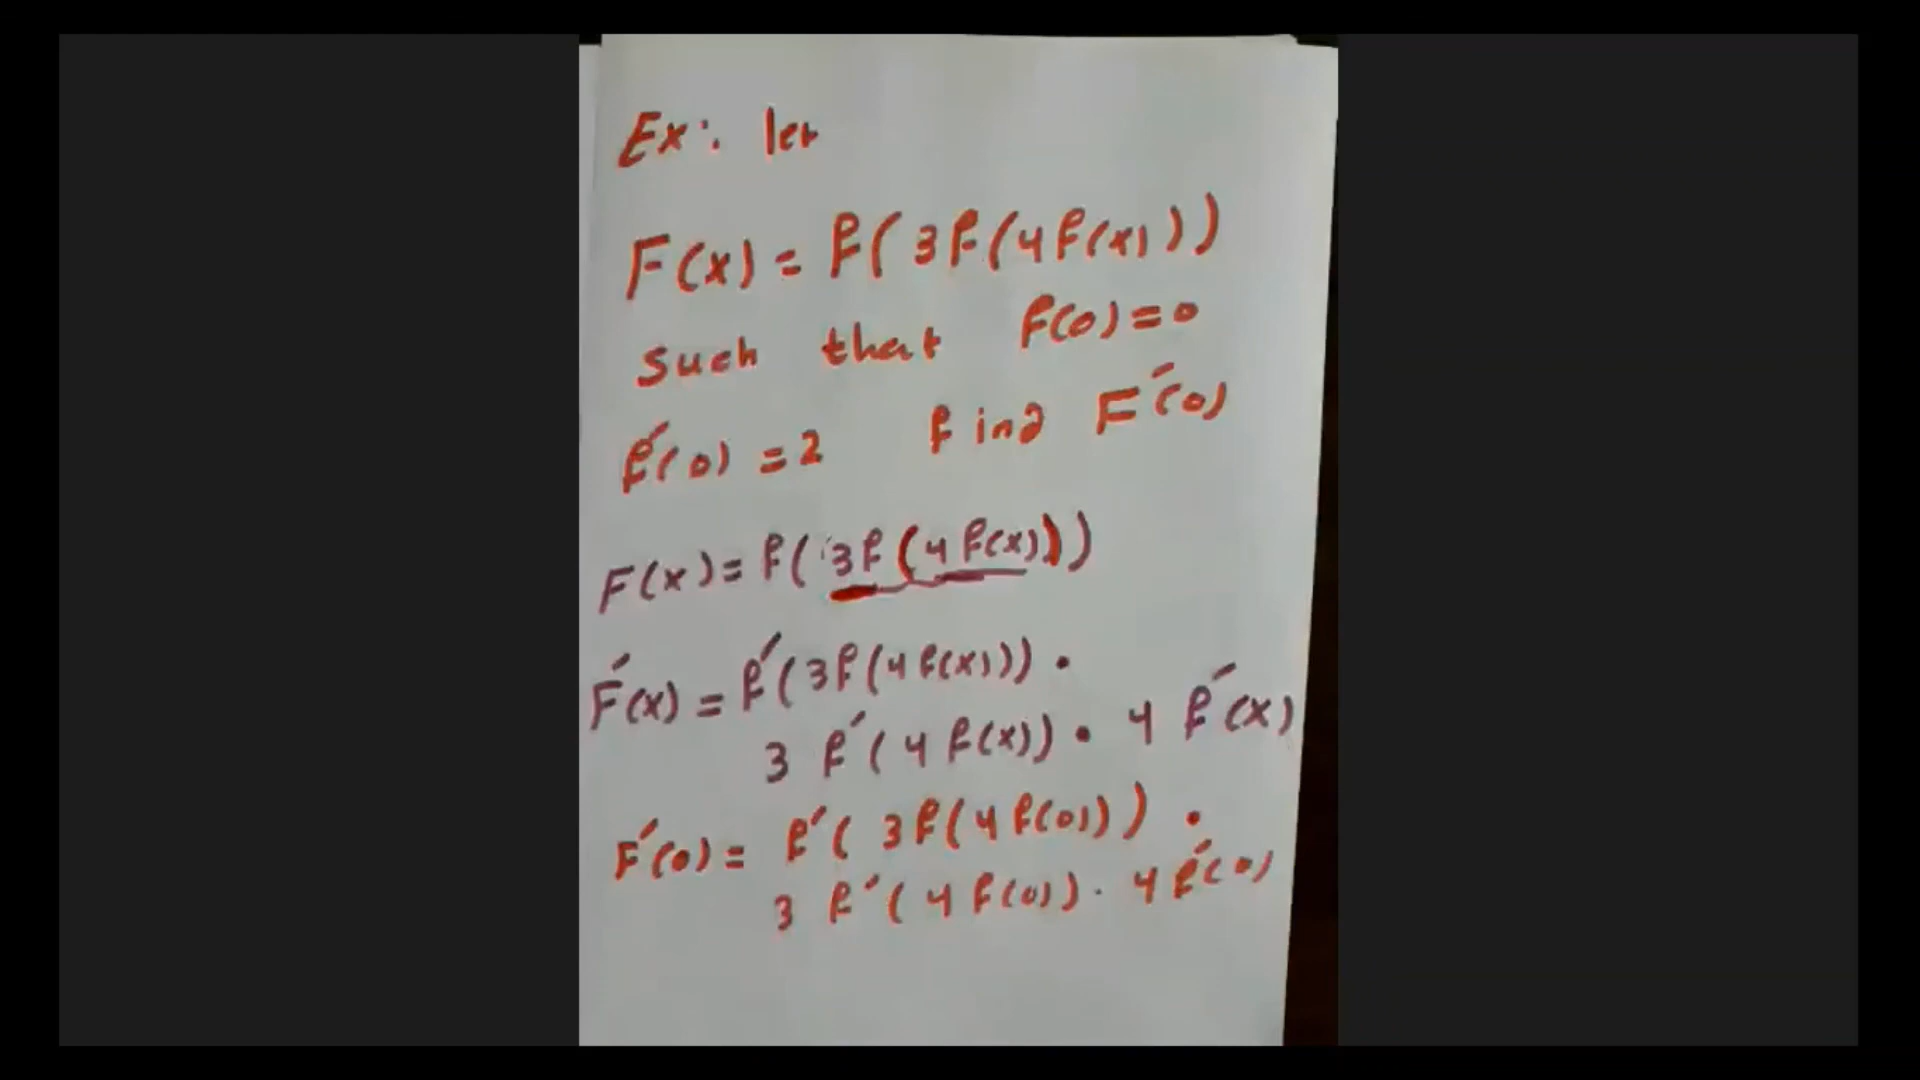 Ex: let
F(x) = f(3f(4f(x)))
such that f(0)=0
f'(0) = 2 find F'(0)
F(x) = f(3f(4f(x)))
F'(x) = f'(3f(4f(x))) •
3 f'(4f(x)) • 4 f'(x)
F'(0) = f'(3f(4f(0))) •
3 f'(4f(0)) • 4f'(0)